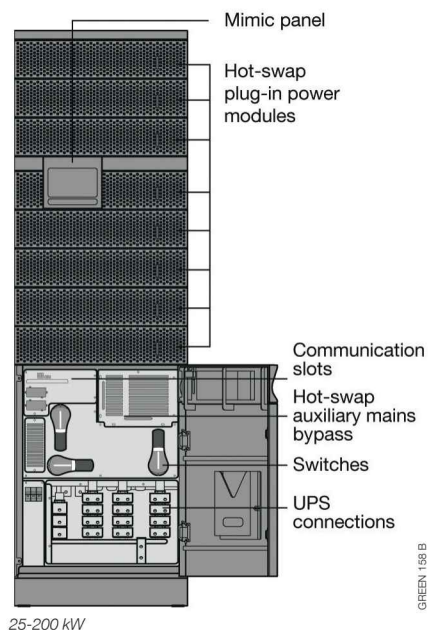 Mimic panel
Hot-swap
plug-in power
modules
Communication
slots
Hot-swap
auxiliary mains
bypass
Switches
UPS
connections
GREEN 158 B
25-200 kW